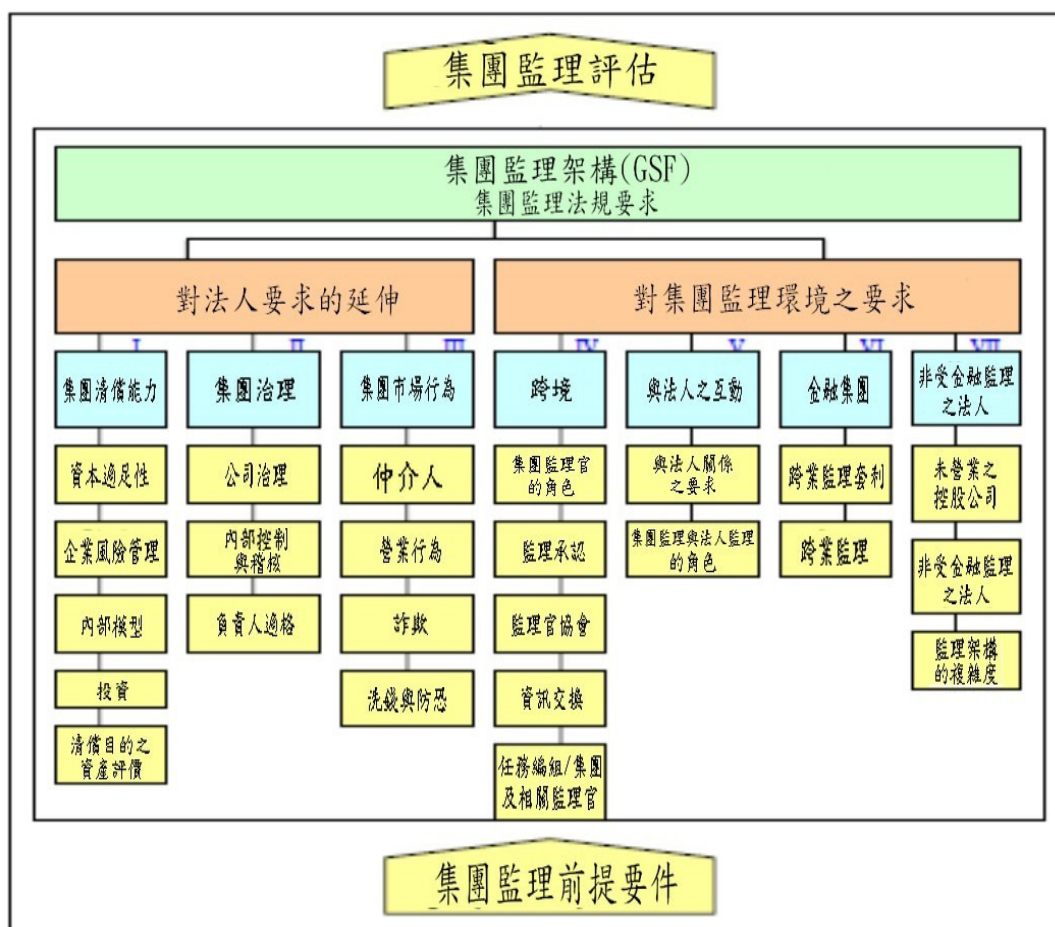 集團監理評估
集團監理架構(GSF)
集團監理法規要求
對法人要求的延伸
對集團監理環境之要求
I
II
III
IV
V
VI
VII
集團清償能力
集團治理
集團市場行為
跨境
與法人之互動
金融集團
非受金融監理
之法人
資本適足性
企業風險管理
內部模型
投資
清償目的之
資產評價
公司治理
內部控制
與稽核
負責人適格
仲介人
營業行為
詐欺
洗錢與防恐
集團監理官
的角色
監理承認
監理官協會
資訊交換
任務編組/集團
及相關監理官
與法人關係
之要求
集團監理與法人監理
的角色
跨業監理套利
跨業監理
未營業之
控股公司
非受金融監理
之法人
監理架構
的複雜度
集團監理前提要件